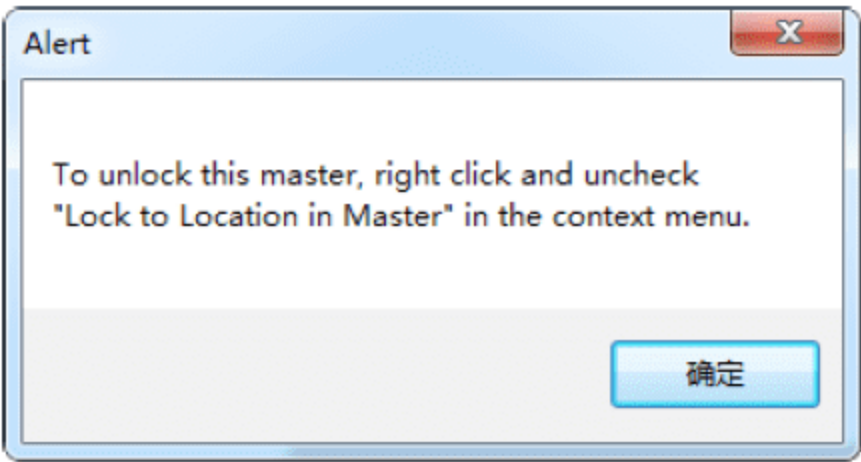 Alert
To unlock this master, right click and uncheck
"Lock to Location in Master" in the context menu.
确定